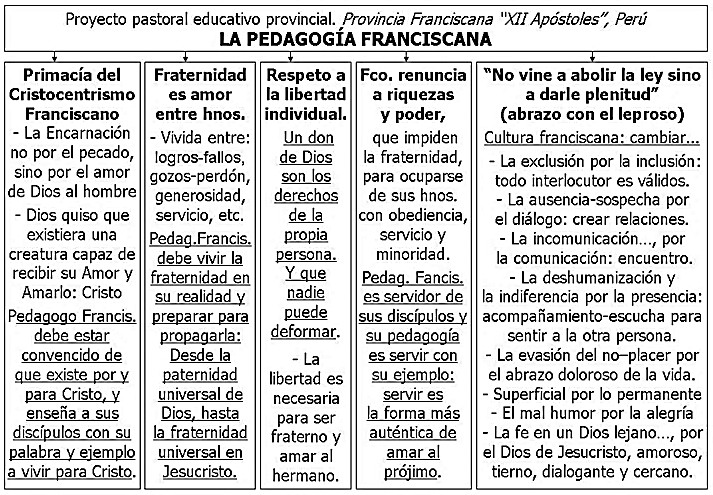 Proyecto pastoral educativo provincial. Provincia Franciscana "XII Apóstoles", Perú
LA PEDAGOGÍA FRANCISCANA
Primacía del
Cristocentrismo
Franciscano
- La Encarnación
no por el pecado,
sino por el amor
de Dios al hombre
- Dios quiso que
existiera una
creatura capaz de
recibir su Amor y
Amarlo: Cristo
Pedagogo Francis.
debe estar
convencido de
que existe por y
para Cristo, y
enseña a sus
discípulos con su
palabra y ejemplo
a vivir para Cristo.
Fraternidad
es amor
entre hnos.
- Vivida entre:
logros-fallos,
gozos-perdón,
generosidad,
servicio, etc.
Pedag.Francis.
debe vivir la
fraternidad en
su realidad y
preparar para
propagarla:
Desde la
paternidad
universal de
Dios, hasta
la fraternidad
universal en
Jesucristo.
Respeto a
la libertad
individual.
Un don
de Dios
son los
derechos
de la
propia
persona.
Y que
nadie
puede
deformar.
- La
libertad es
necesaria
para ser
fraterno y
amar al
hermano.
Fco. renuncia
a riquezas
y poder,
que impiden
la fraternidad,
para ocuparse
de sus hnos.
con obediencia,
servicio y
minoridad.
Pedag. Fancis.
es servidor de
sus discípulos y
su pedagogía
es servir con
su ejemplo:
servir es
la forma más
auténtica de
amar al
prójimo.
"No vine a abolir la ley sino
a darle plenitud"
(abrazo con el leproso)
Cultura franciscana: cambiar...
- La exclusión por la inclusión:
todo interlocutor es válidos.
- La ausencia-sospecha por
el diálogo: crear relaciones.
- La incomunicación..., por
la comunicación: encuentro.
- La deshumanización y
la indiferencia por la presencia:
acompañamiento-escucha para
sentir a la otra persona.
- La evasión del no–placer por
el abrazo doloroso de la vida.
- Superficial por lo permanente
- El mal humor por la alegría
- La fe en un Dios lejano..., por
el Dios de Jesucristo, amoroso,
tierno, dialogante y cercano.